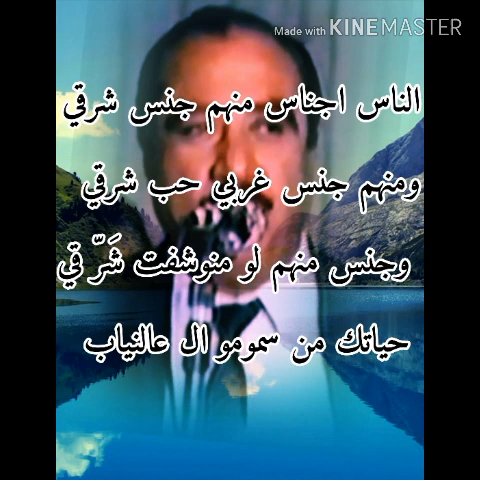 Made with KINEMASTER
الناس اجناس منهم جنس شرقي
ومنهم جنس غربي حب شرقي
وجنس منهم لو منوشفت شَرّ قي
حياتك من سمومو ال عالنياب